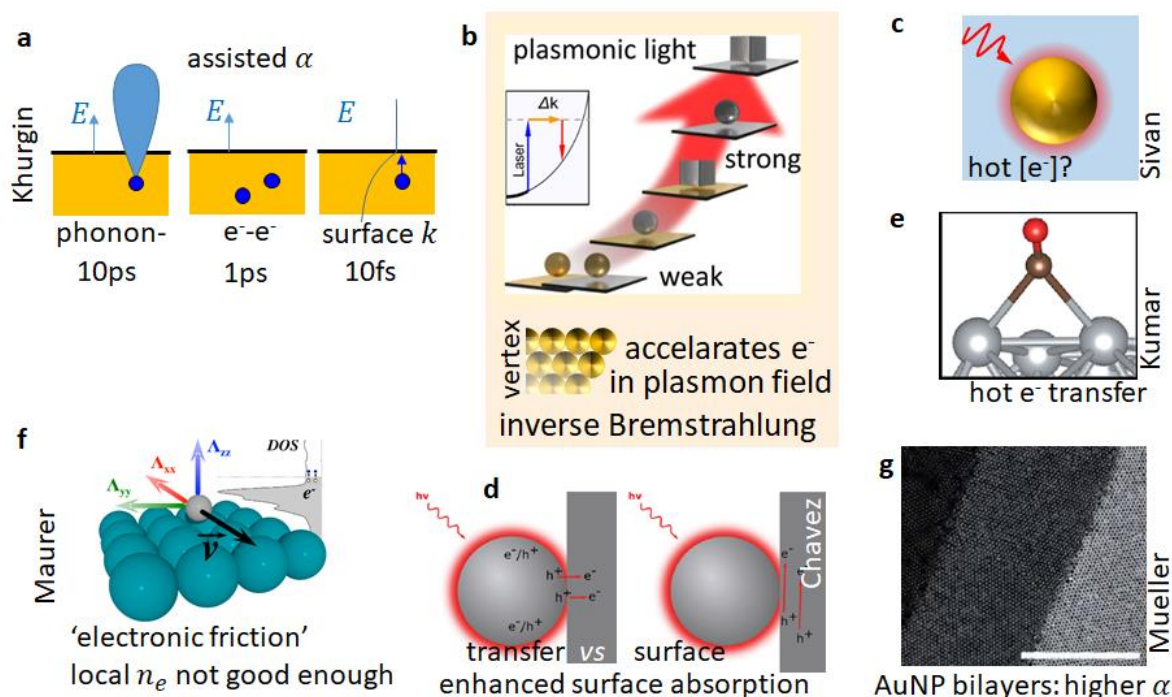 a
assisted α
Khurgin
E
E
E
phonon-
e⁻-e⁻
surface k
10ps
1ps
10fs
b
plasmonic light
Δk
Laser
strong
weak
vertex
accelarates e⁻
in plasmon field
inverse Bremstrahlung
c
hot [e⁻]?
Sivan
e
Kumar
hot e⁻ transfer
f
Λzz
Λxx
Λyy
DOS
e⁻
v
Maurer
'electronic friction'
local nₑ not good enough
d
hν
e⁻/h⁺
h⁺ e⁻
h⁺ e⁻
e⁻/h⁺
hν
Chavez
e⁻
h⁺
h⁺
transfer vs surface
enhanced surface absorption
g
Mueller
AuNP bilayers: higher α